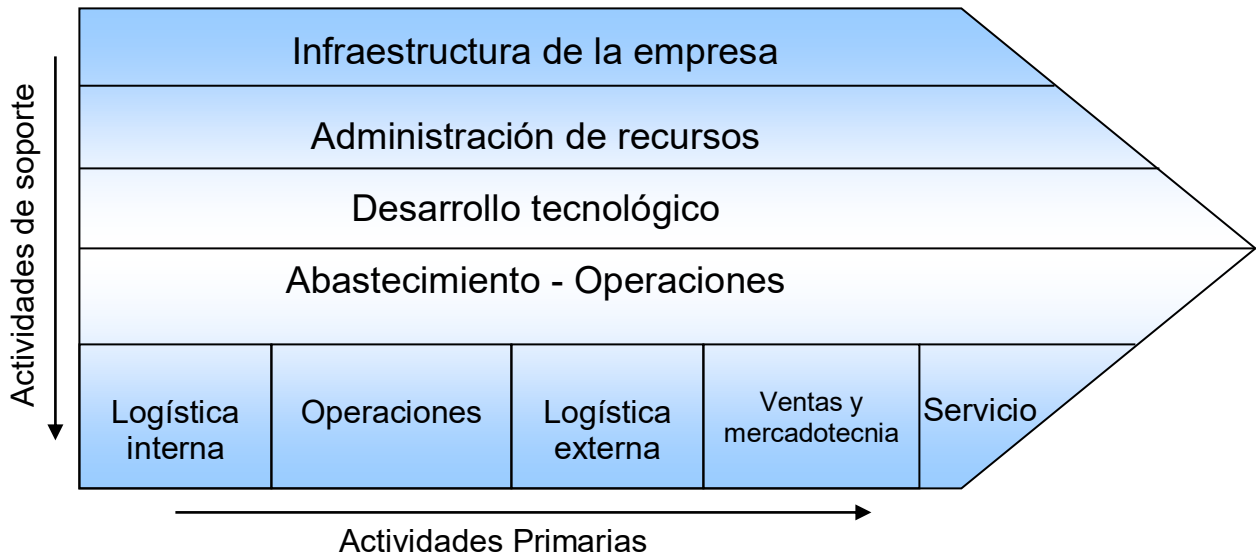 Infraestructura de la empresa
Administración de recursos
Desarrollo tecnológico
Abastecimiento - Operaciones
Actividades de soporte
Logística
interna
Operaciones
Logística
externa
Ventas y
mercadotecnia
Servicio
Actividades Primarias